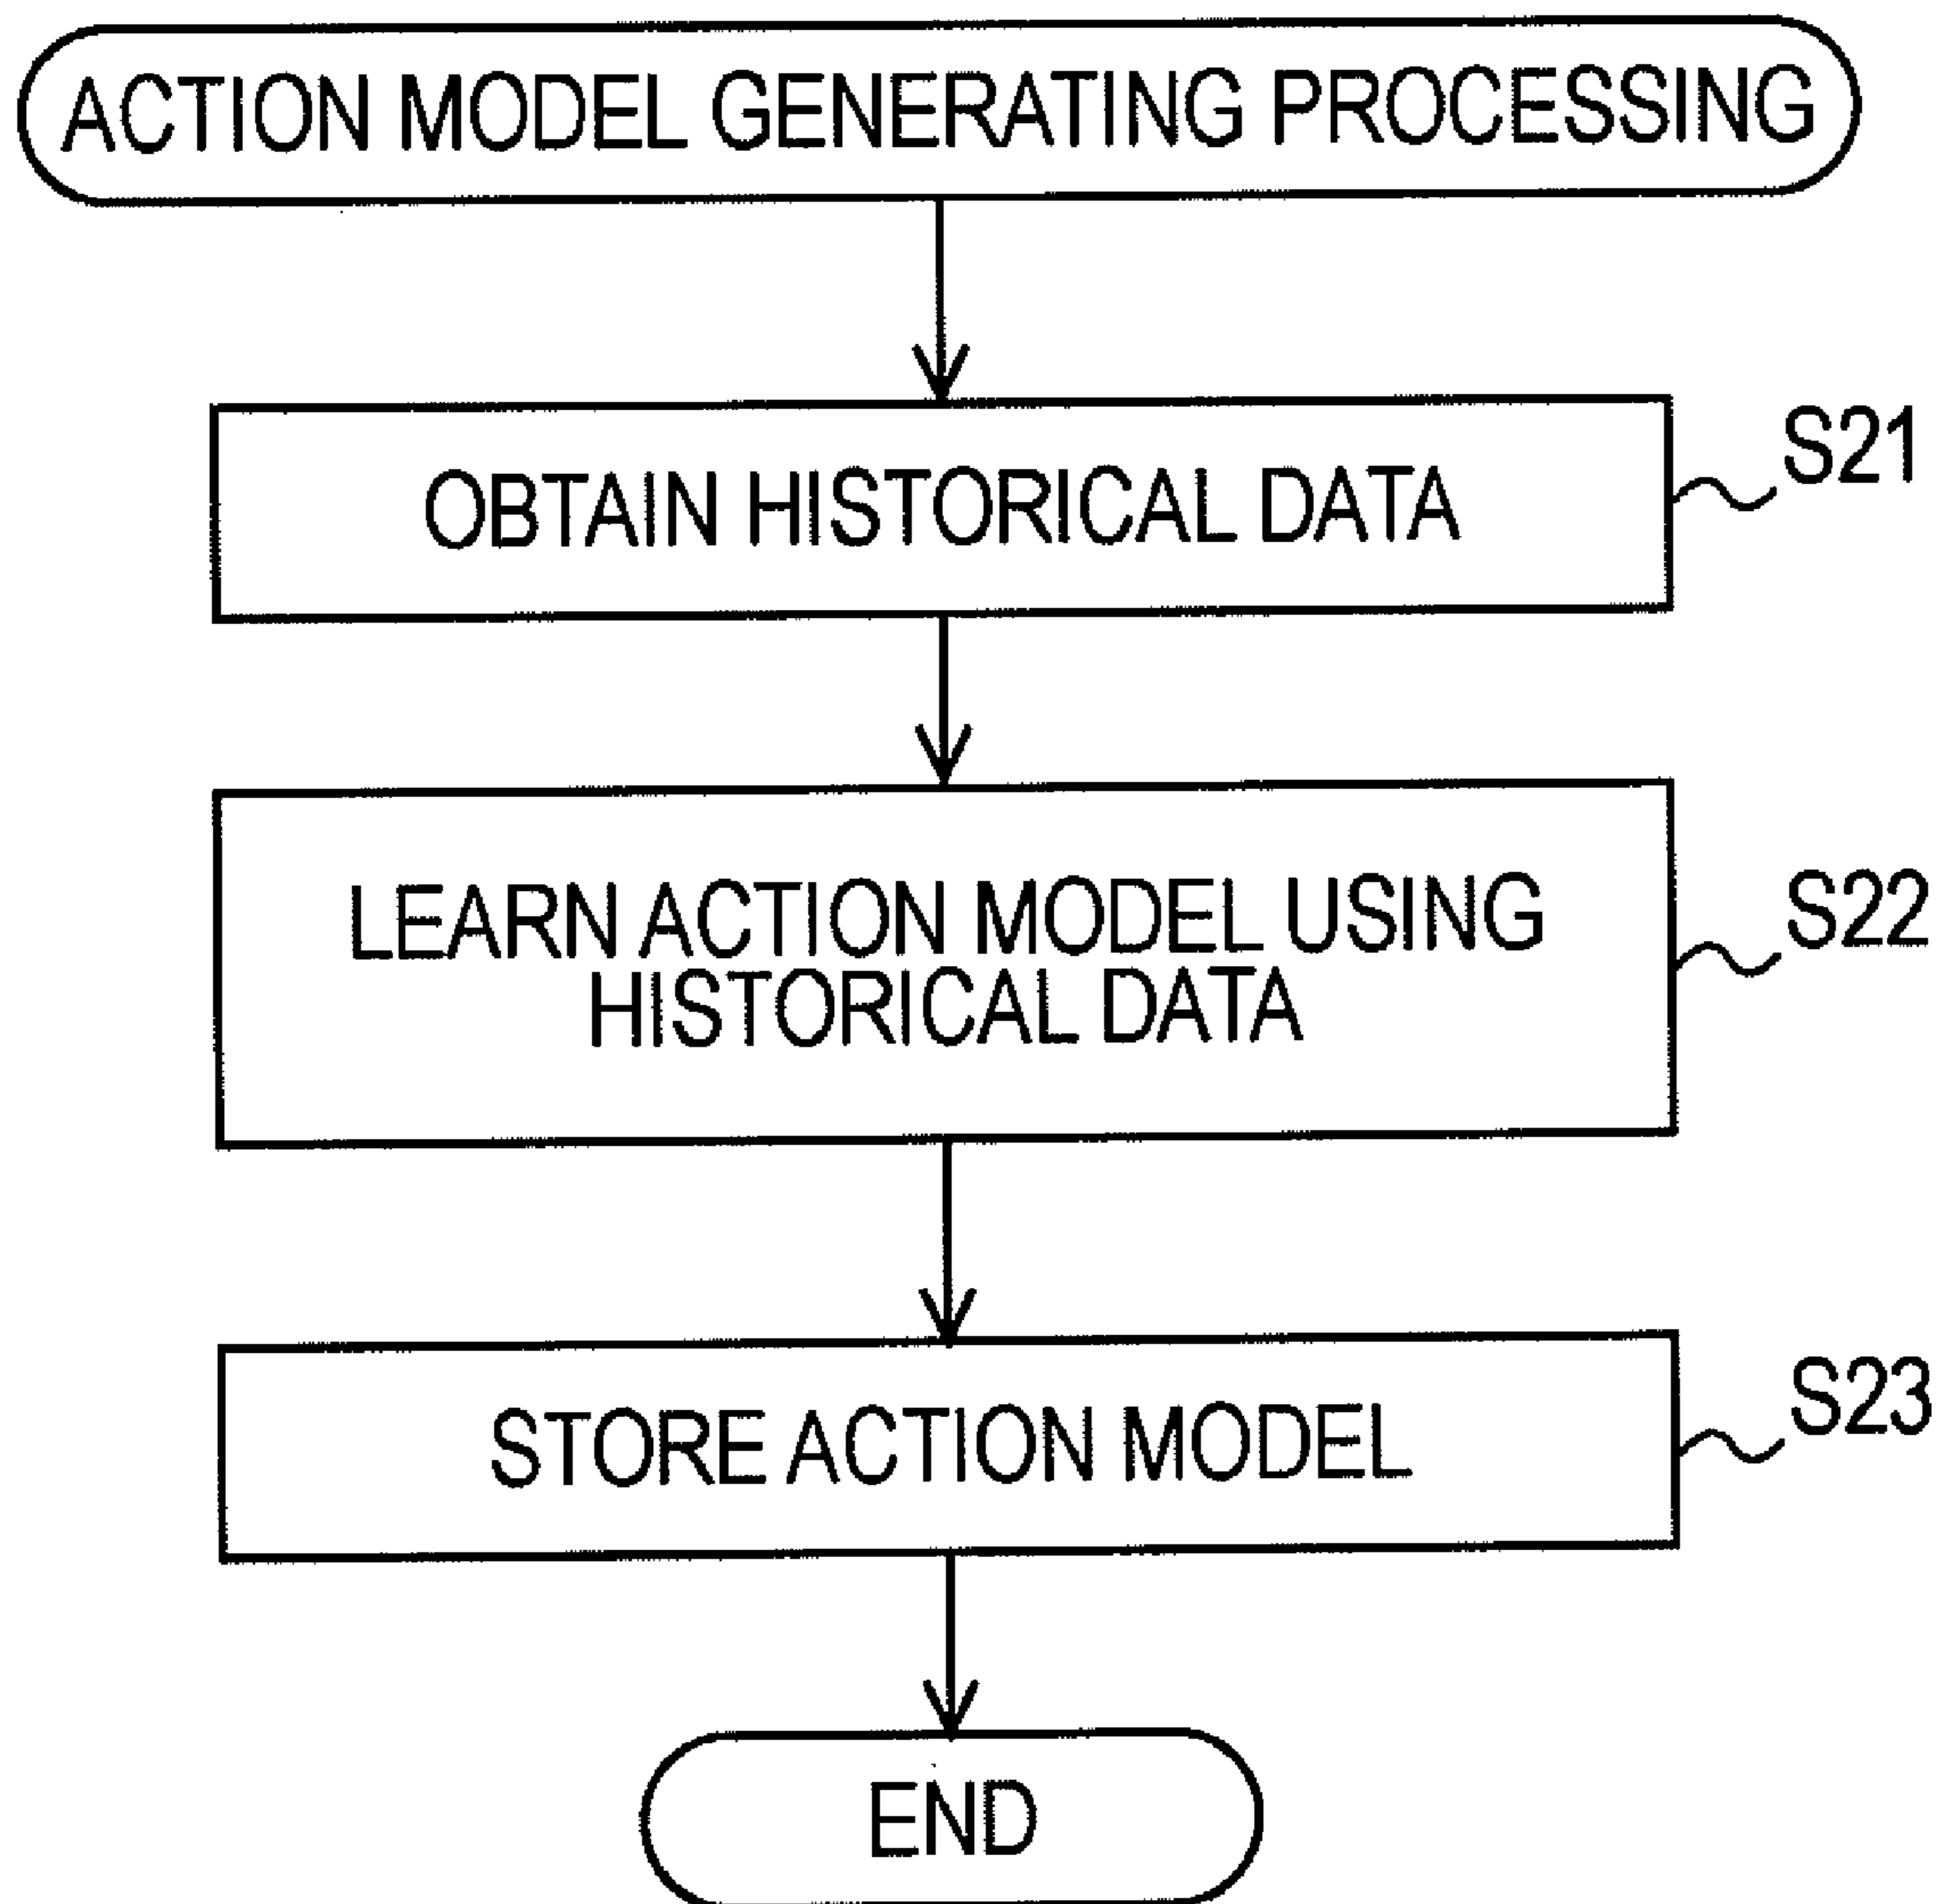 ACTION MODEL GENERATING PROCESSING
OBTAIN HISTORICAL DATA
S21
LEARN ACTION MODEL USING
HISTORICAL DATA
S22
STORE ACTION MODEL
S23
END